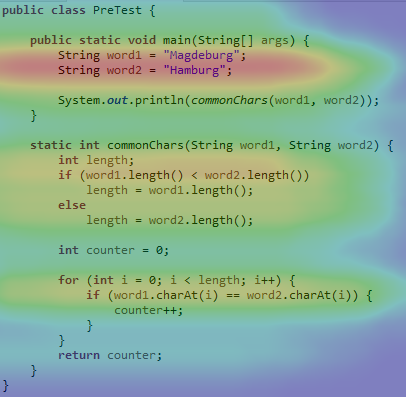 public class PreTest {
public static void main(String[] args) {
String word1 = "Magdeburg";
String word2 = "Hamburg";
System.out.println(commonChars(word1, word2));
}
static int commonChars(String word1, String word2) {
int length;
if (word1.length() < word2.length())
length = word1.length();
else
length = word2.length();
int counter = 0;
for (int i = 0; i < length; i++) {
if (word1.charAt(i) == word2.charAt(i)) {
counter++;
}
}
return counter;
}
}